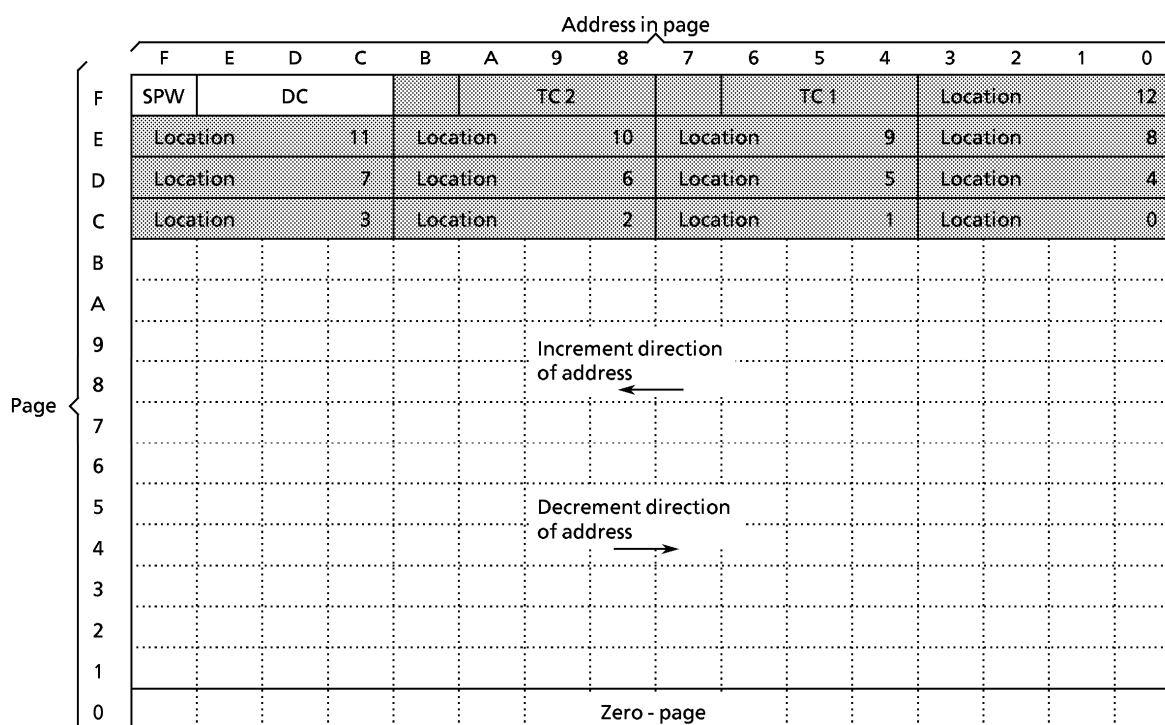 Address in page
F E D C B A 9 8 7 6 5 4 3 2 1 0
F SPW DC TC 2 TC 1 Location 12
E Location 11 Location 10 Location 9 Location 8
D Location 7 Location 6 Location 5 Location 4
C Location 3 Location 2 Location 1 Location 0
B
A
9
Increment direction
of address
8
Page
7
6
5
Decrement direction
of address
4
3
2
1
0 Zero - page